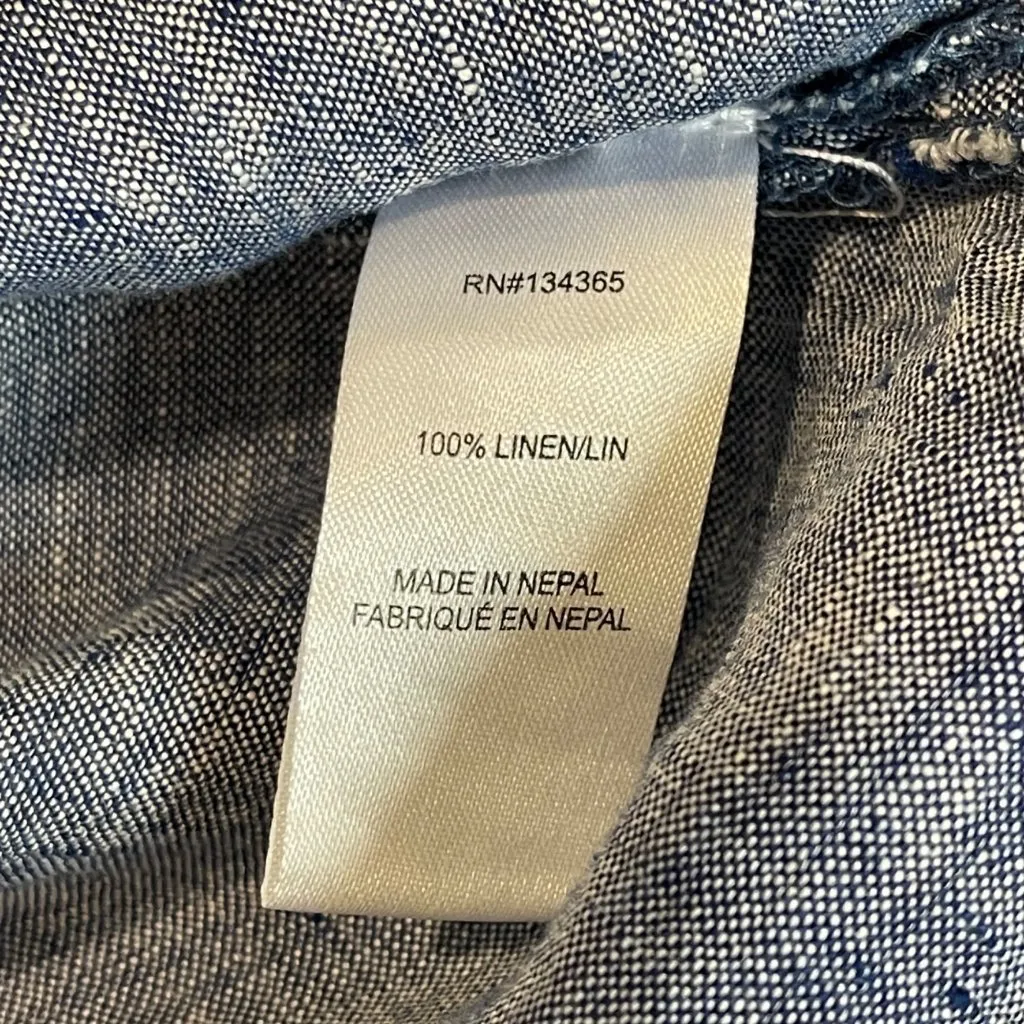 RN#134365
100% LINEN/LIN
MADE IN NEPAL
FABRIQUÉ EN NEPAL